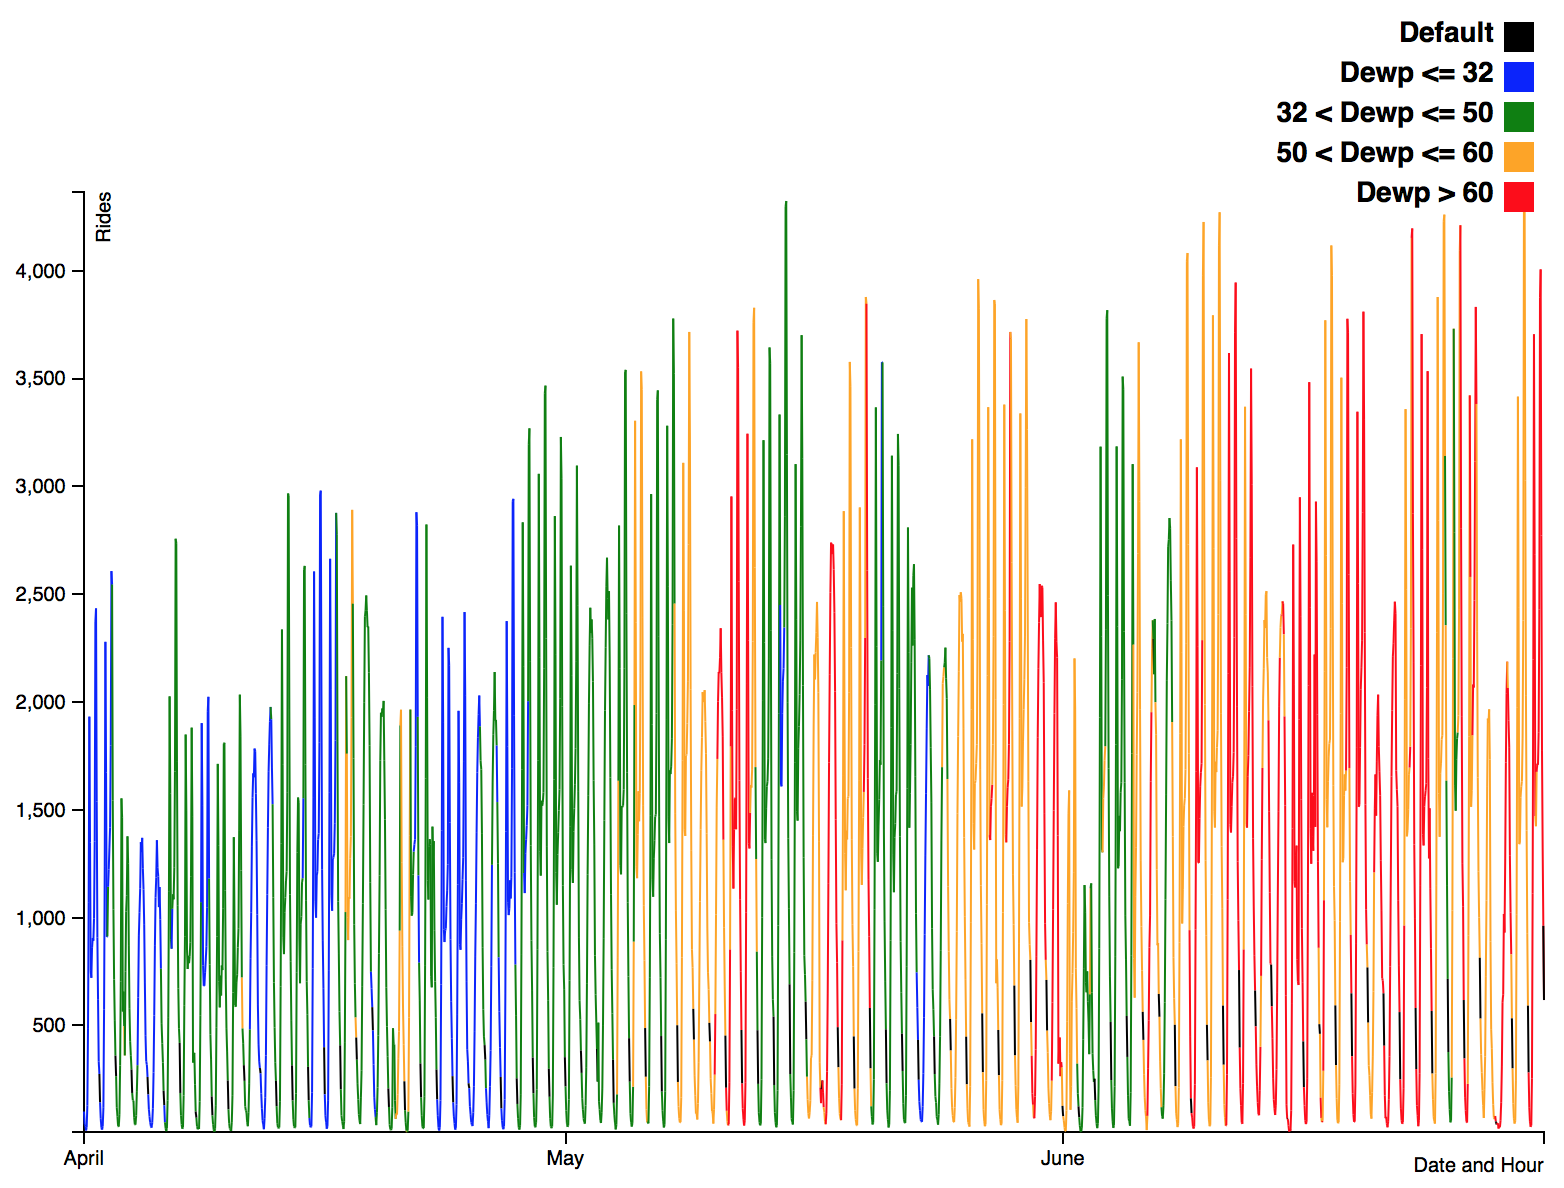 Default
Dewp <= 32
32 < Dewp <= 50
50 < Dewp <= 60
Dewp > 60
Rides
4,000
3,500
3,000
2,500
2,000
1,500
1,000
500
April
May
June
Date and Hour